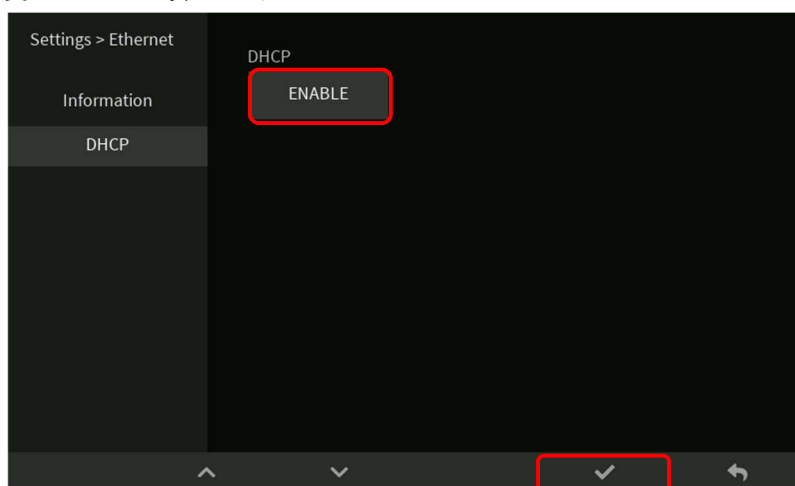 Settings > Ethernet
Information
DHCP
DHCP
ENABLE